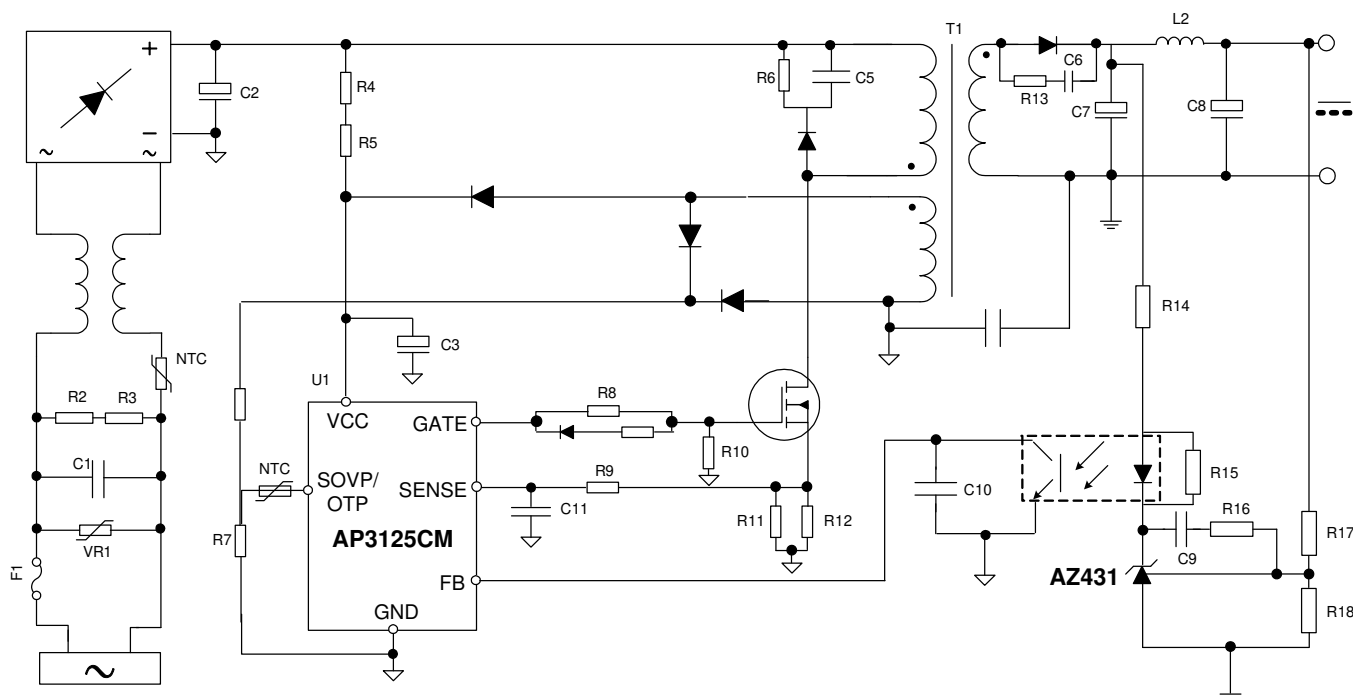 L2
T1
+
C2
R4
R5
R6
C5
R13
C6
C7
C8
−
~
~
NTC
R2
R3
C1
VR1
F1
~
C3
U1
VCC
GATE
NTC
SOVP/
OTP
SENSE
AP3125CM
FB
GND
R7
R8
R10
R9
C11
R11
R12
C10
R14
R15
R16
C9
AZ431
R17
R18